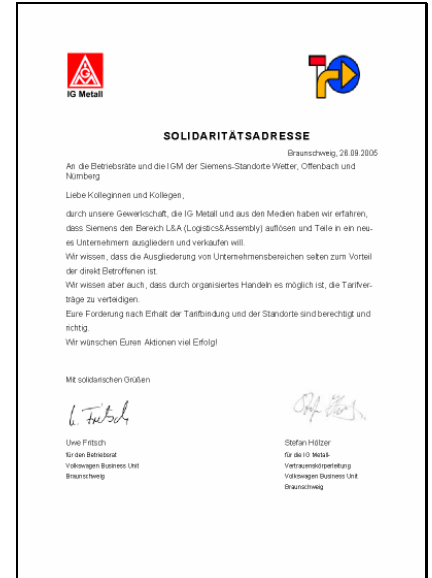 IG Metall
SOLIDARITÄTSADRESSE
Braunschweig, 26.09.2005
An die Betriebsräte und die IGM der Siemens-Standorte Wetter, Offenbach und
Nürnberg
Liebe Kolleginnen und Kollegen,
durch unsere Gewerkschaft, die IG Metall und aus den Medien haben wir erfahren,
dass Siemens den Bereich L&A (Logistics&Assembly) auflösen und Teile in ein neu-
es Unternehmem ausgliedern und verkaufen will.
Wir wissen, dass die Ausgliederung von Unternehmensbereichen selten zum Vorteil
der direkt Betroffenen ist.
Wir wissen aber auch, dass durch organisiertes Handeln es möglich ist, die Tarifver-
träge zu verteidigen.
Eure Forderung nach Erhalt der Tarifbindung und der Standorte sind berechtigt und
richtig.
Wir wünschen Euren Aktionen viel Erfolg!
Mit solidarischen Grüßen
U. Fritsch
Uwe Fritsch
für den Betriebsrat
Volkswagen Business Unit
Braunschweig
Stefan Hölzer
für die IG Metall-
Vertrauenskörperleitung
Volkswagen Business Unit
Braunschweig